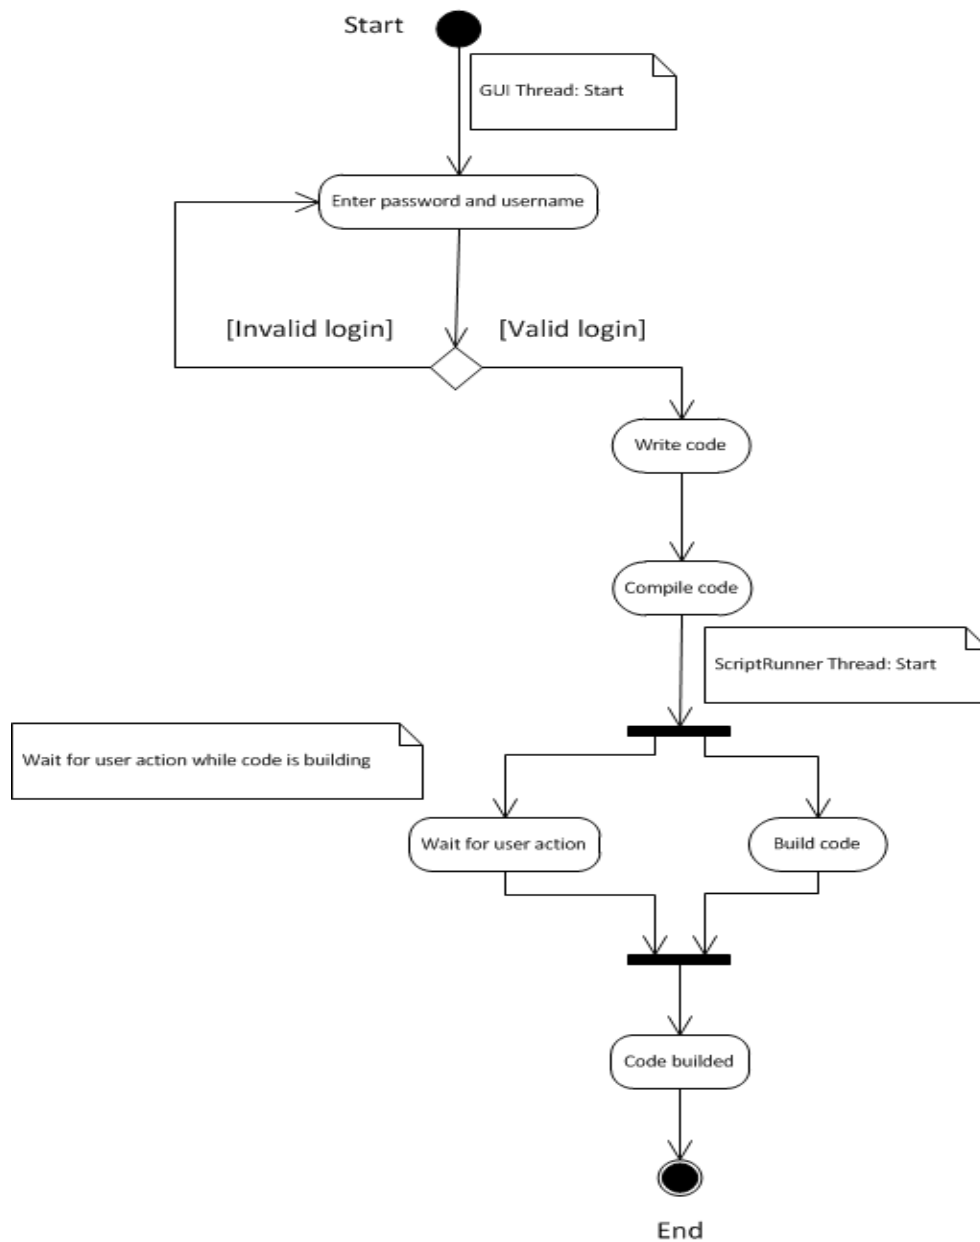 Start
GUI Thread: Start
Enter password and username
[Invalid login]
[Valid login]
Write code
Compile code
ScriptRunner Thread: Start
Wait for user action while code is building
Wait for user action
Build code
Code builded
End